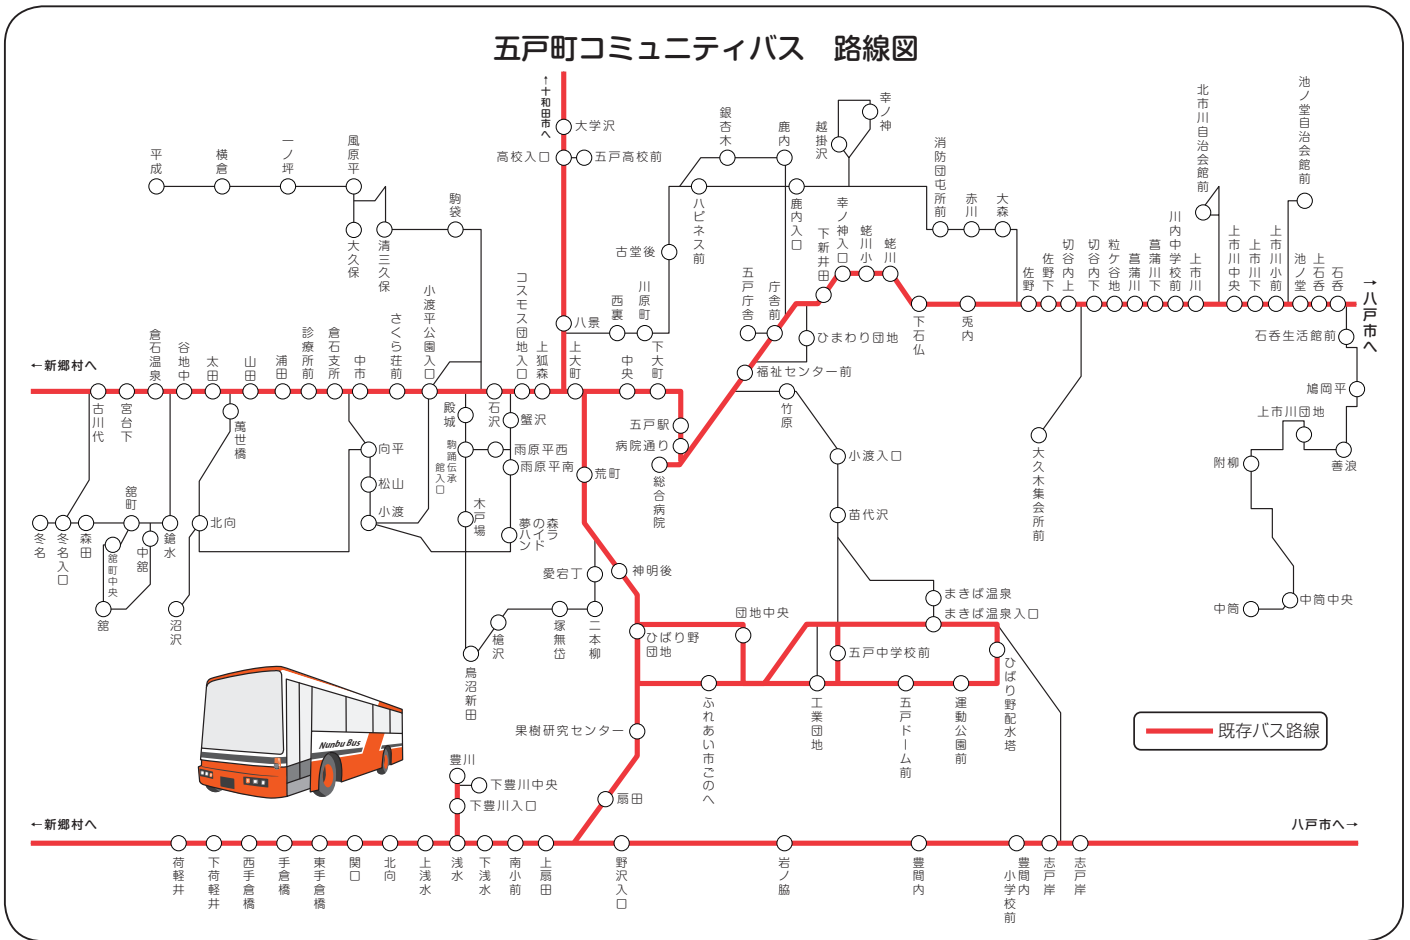 五戸町コミュニティバス　路線図
←十和田市へ
大学沢
高校入口
五戸高校前
平成
横倉
一ノ坪
風原平
大久保
清三久保
駒袋
銀杏木
鹿内
越掛沢
幸ノ神
消防団屯所前
赤川
大森
北市川自治会館前
池ノ堂自治会館前
古堂後
ハピネス前
鹿内入口
下新井田
幸ノ神入口
蛯川小
蛯川
佐野
佐野下
切谷内上
切谷内下
粒ケ谷地
菖蒲川
菖蒲川下
川内中学校前
上市川
上市川中央
上市川下
上市川小前
池ノ堂
上石呑
石呑
→八戸市へ
八景
西裏
川原町
五戸庁舎
庁舎前
ひまわり団地
下石仏
兎内
石呑生活館前
鳩岡平
上市川団地
善浪
附柳
中筒
中筒中央
大久木集会所前
←新郷村へ
古川代
宮台下
倉石温泉
谷地中
太田
山田
浦田
診療所前
倉石支所
中市
さくら荘前
小渡平公園入口
石沢
コスモス団地入口
上狐森
上大町
中央
下大町
福祉センター前
竹原
五戸駅
病院通り
総合病院
萬世橋
向平
松山
小渡
殿城
駒踊伝承館入口
蟹沢
雨原平西
雨原平南
荒町
小渡入口
苗代沢
冬名
冬名入口
森田
舘町
舘町中央
中舘
鎗水
舘
北向
沼沢
木戸場
夢の森ハイランド
愛宕丁
神明後
槍沢
塚無岱
二本柳
鳥沼新田
ひばり野団地
団地中央
まきば温泉
まきば温泉入口
五戸中学校前
ひばり野配水塔
ふれあい市ごのへ
工業団地
五戸ドーム前
運動公園前
果樹研究センター
扇田
既存バス路線
Nunbu Bus
豊川
下豊川中央
下豊川入口
←新郷村へ
八戸市へ→
荷軽井
下荷軽井
西手倉橋
手倉橋
東手倉橋
関口
北向
上浅水
浅水
下浅水
南小前
上扇田
野沢入口
岩ノ脇
豊間内
豊間内小学校前
志戸岸
志戸岸